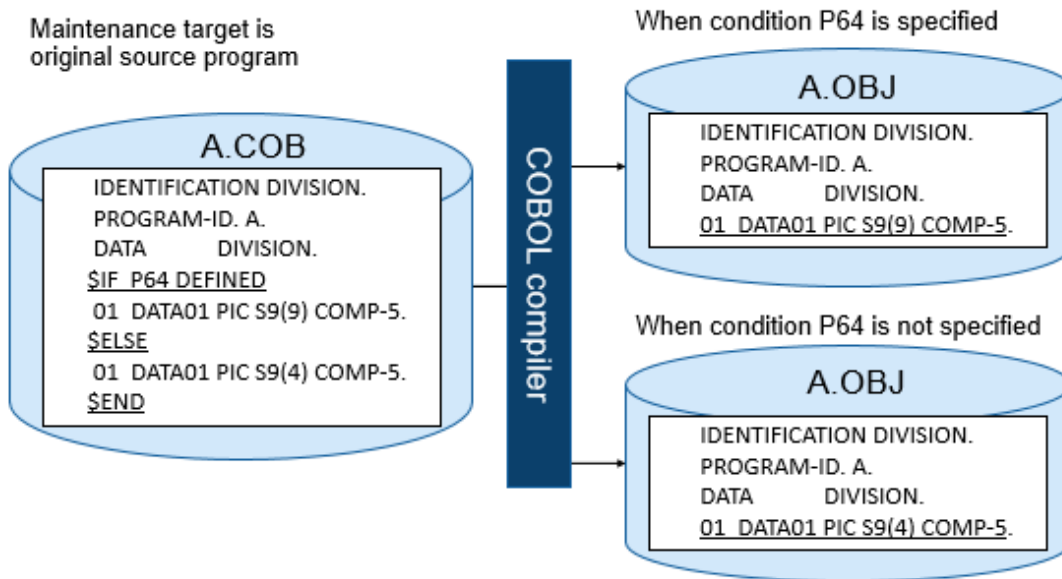 Maintenance target is
original source program
A.COB
IDENTIFICATION DIVISION.
PROGRAM-ID. A.
DATA DIVISION.
$IF P64 DEFINED
01 DATA01 PIC S9(9) COMP-5.
$ELSE
01 DATA01 PIC S9(4) COMP-5.
$END
COBOL compiler
When condition P64 is specified
A.OBJ
IDENTIFICATION DIVISION.
PROGRAM-ID. A.
DATA DIVISION.
01 DATA01 PIC S9(9) COMP-5.
When condition P64 is not specified
A.OBJ
IDENTIFICATION DIVISION.
PROGRAM-ID. A.
DATA DIVISION.
01 DATA01 PIC S9(4) COMP-5.